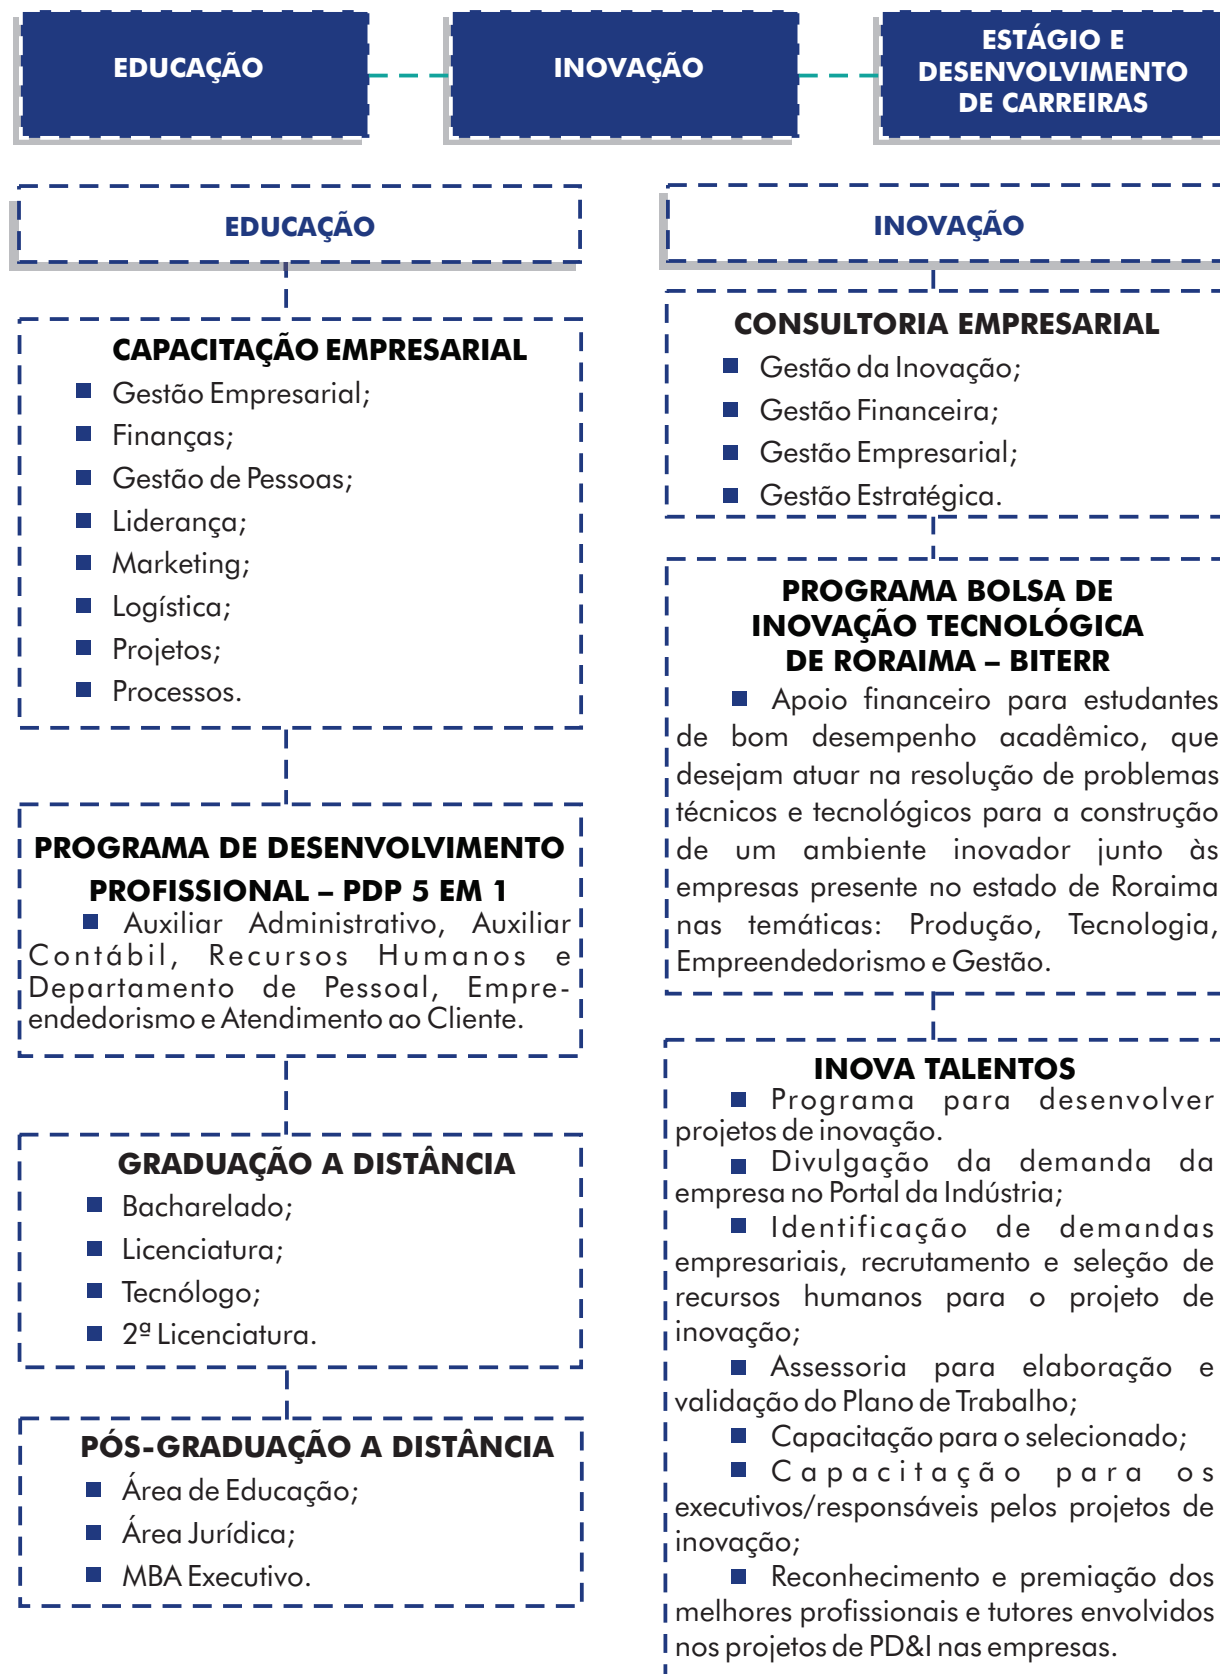 EDUCAÇÃO
INOVAÇÃO
ESTÁGIO E
DESENVOLVIMENTO
DE CARREIRAS
EDUCAÇÃO
CAPACITAÇÃO EMPRESARIAL
Gestão Empresarial;
Finanças;
Gestão de Pessoas;
Liderança;
Marketing;
Logística;
Projetos;
Processos.
PROGRAMA DE DESENVOLVIMENTO
PROFISSIONAL – PDP 5 EM 1
Auxiliar Administrativo, Auxiliar
Contábil, Recursos Humanos e
Departamento de Pessoal, Empre-
endedorismo e Atendimento ao Cliente.
GRADUAÇÃO A DISTÂNCIA
Bacharelado;
Licenciatura;
Tecnólogo;
2ª Licenciatura.
PÓS-GRADUAÇÃO A DISTÂNCIA
Área de Educação;
Área Jurídica;
MBA Executivo.
INOVAÇÃO
CONSULTORIA EMPRESARIAL
Gestão da Inovação;
Gestão Financeira;
Gestão Empresarial;
Gestão Estratégica.
PROGRAMA BOLSA DE
INOVAÇÃO TECNOLÓGICA
DE RORAIMA – BITERR
Apoio financeiro para estudantes
de bom desempenho acadêmico, que
desejam atuar na resolução de problemas
técnicos e tecnológicos para a construção
de um ambiente inovador junto às
empresas presente no estado de Roraima
nas temáticas: Produção, Tecnologia,
Empreendedorismo e Gestão.
INOVA TALENTOS
Programa para desenvolver
projetos de inovação.
Divulgação da demanda da
empresa no Portal da Indústria;
Identificação de demandas
empresariais, recrutamento e seleção de
recursos humanos para o projeto de
inovação;
Assessoria para elaboração e
validação do Plano de Trabalho;
Capacitação para o selecionado;
Capacitação para os
executivos/responsáveis pelos projetos de
inovação;
Reconhecimento e premiação dos
melhores profissionais e tutores envolvidos
nos projetos de PD&I nas empresas.